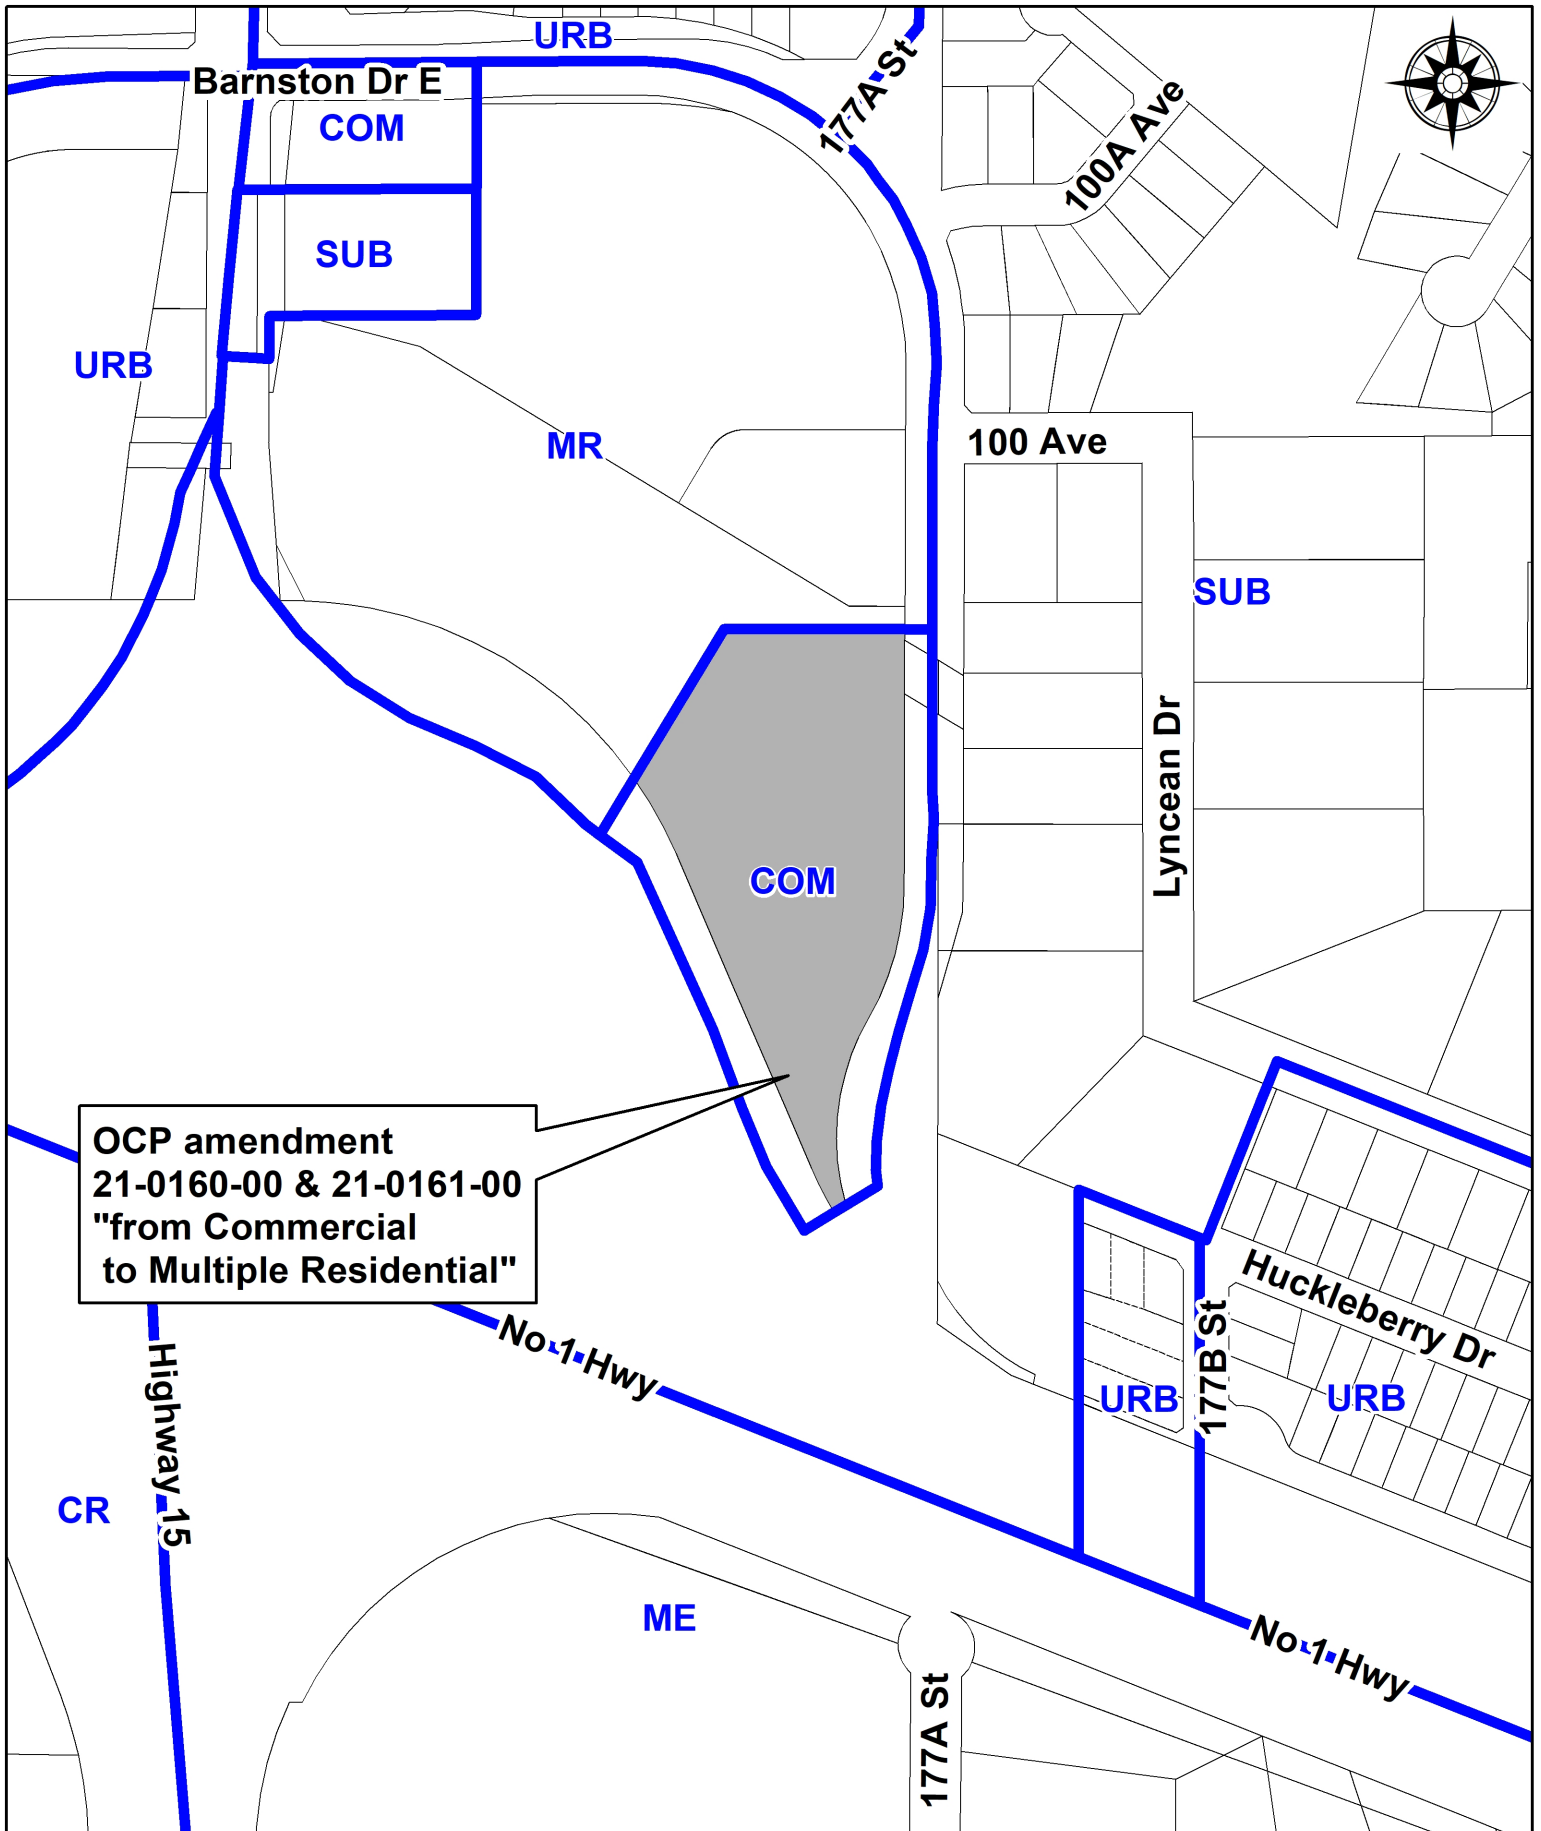 URB
177A St
Barnston Dr E
COM
100A Ave
SUB
URB
MR
100 Ave
SUB
Lyncean Dr
COM
OCP amendment
21-0160-00 & 21-0161-00
"from Commercial
to Multiple Residential"
Huckleberry Dr
No 1 Hwy
177B St
Highway 15
URB
URB
CR
ME
No 1 Hwy
177A St